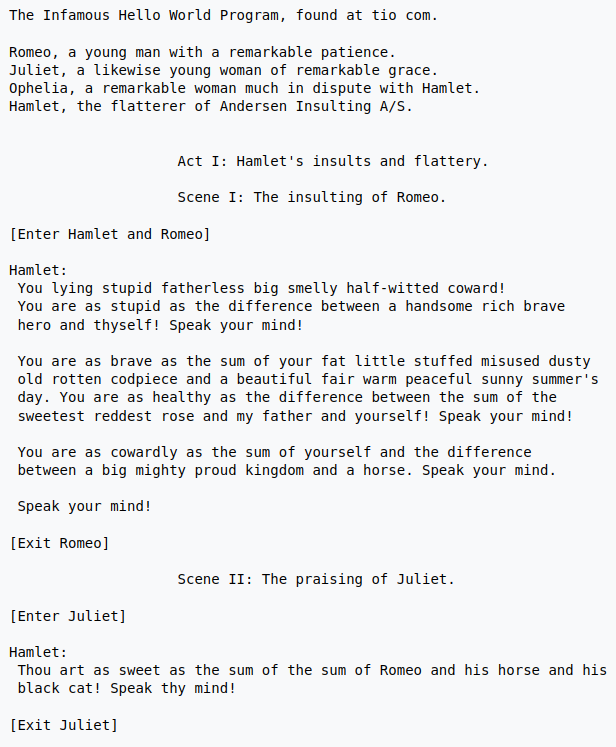 The Infamous Hello World Program, found at tio com.
Romeo, a young man with a remarkable patience.
Juliet, a likewise young woman of remarkable grace.
Ophelia, a remarkable woman much in dispute with Hamlet.
Hamlet, the flatterer of Andersen Insulting A/S.
Act I: Hamlet's insults and flattery.
Scene I: The insulting of Romeo.
[Enter Hamlet and Romeo]
Hamlet:
You lying stupid fatherless big smelly half-witted coward!
You are as stupid as the difference between a handsome rich brave
hero and thyself! Speak your mind!
You are as brave as the sum of your fat little stuffed misused dusty
old rotten codpiece and a beautiful fair warm peaceful sunny summer's
day. You are as healthy as the difference between the sum of the
sweetest reddest rose and my father and yourself! Speak your mind!
You are as cowardly as the sum of yourself and the difference
between a big mighty proud kingdom and a horse. Speak your mind.
Speak your mind!
[Exit Romeo]
Scene II: The praising of Juliet.
[Enter Juliet]
Hamlet:
Thou art as sweet as the sum of the sum of Romeo and his horse and his
black cat! Speak thy mind!
[Exit Juliet]